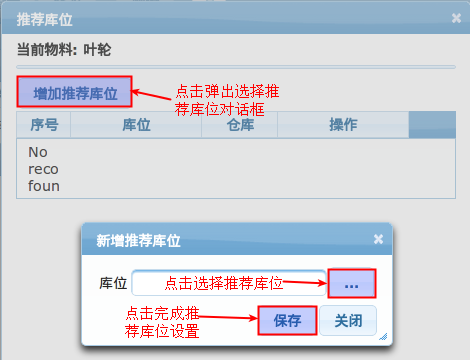 推荐库位
当前物料: 叶轮
增加推荐库位
点击弹出选择推
荐库位对话框
序号 库位 仓库 操作
No
reco
foun
新增推荐库位
库位 点击选择推荐库位 ...
点击完成推
荐库位设置
保存 关闭